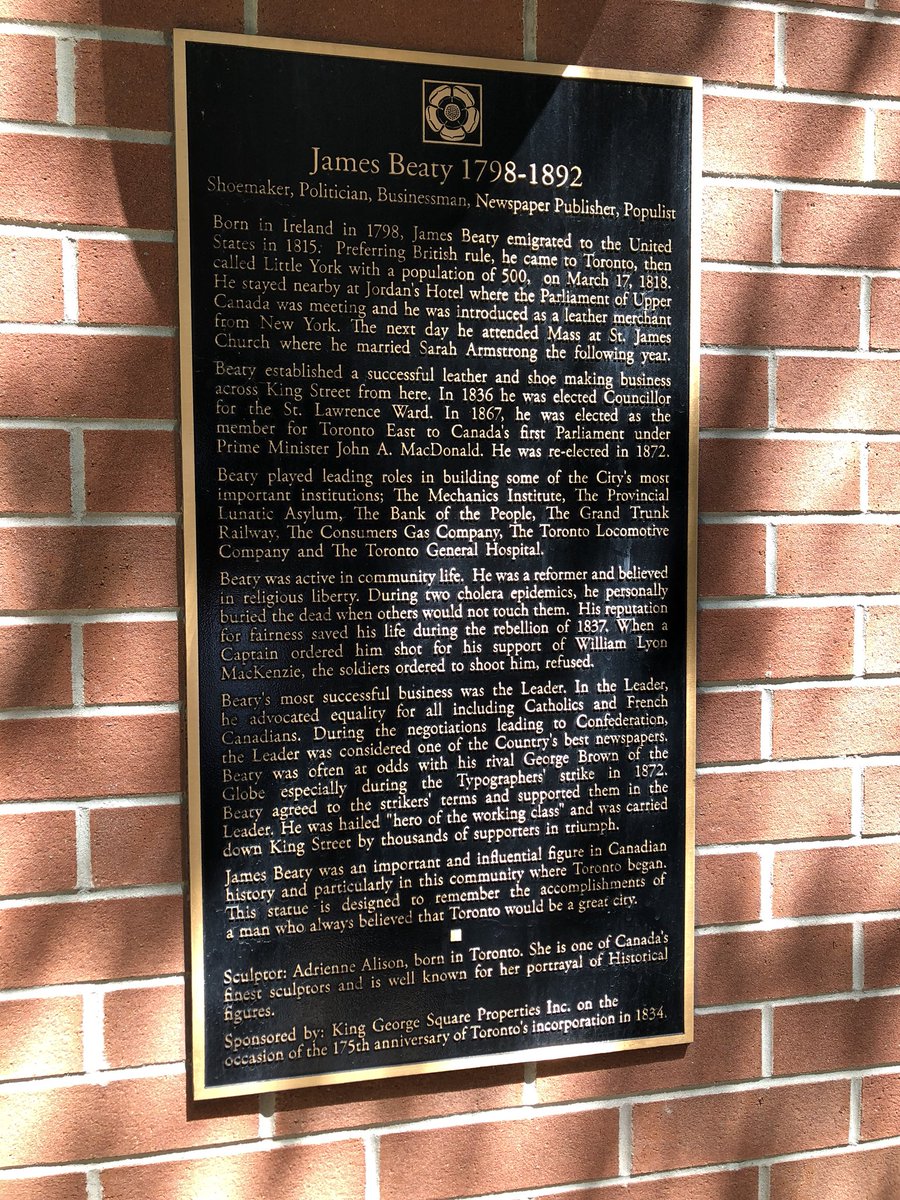 James Beaty 1798-1892
Shoemaker, Politician, Businessman, Newspaper Publisher, Populist
Born in Ireland in 1798, James Beaty emigrated to the United
States in 1815. Preferring British rule, he came to Toronto, then
called Little York with a population of 500, on March 17, 1818.
He stayed nearby at Jordan's Hotel where the Parliament of Upper
Canada was meeting and he was introduced as a leather merchant
from New York. The next day he attended Mass at St. James
Church where he married Sarah Armstrong the following year.
Beaty established a successful leather and shoe making business
across King Street from here. In 1836 he was elected Councillor
for the St. Lawrence Ward. In 1867, he was elected as the
member for Toronto East to Canada's first Parliament under
Prime Minister John A. MacDonald. He was re-elected in 1872.
Beaty played leading roles in building some of the City's most
important institutions; The Mechanics Institute, The Provincial
Lunatic Asylum, The Bank of the People, The Grand Trunk
Railway, The Consumers Gas Company, The Toronto Locomotive
Company and The Toronto General Hospital.
Beaty was active in community life. He was a reformer and believed
in religious liberty. During two cholera epidemics, he personally
buried the dead when others would not touch them. His reputation
for fairness saved his life during the rebellion of 1837. When a
Captain ordered him shot for his support of William Lyon
MacKenzie, the soldiers ordered to shoot him, refused.
Beaty's most successful business was the Leader. In the Leader,
he advocated equality for all including Catholics and French
Canadians. During the negotiations leading to Confederation,
the Leader was considered one of the Country's best newspapers.
Beaty was often at odds with his rival George Brown of the
Globe especially during the Typographers' strike in 1872.
Beaty agreed to the strikers' terms and supported them in the
Leader. He was hailed "hero of the working class" and was carried
down King Street by thousands of supporters in triumph.
James Beaty was an important and influential figure in Canadian
history and particularly in this community where Toronto began.
This statue is designed to remember the accomplishments of
a man who always believed that Toronto would be a great city.
Sculptor: Adrienne Alison, born in Toronto. She is one of Canada's
finest sculptors and is well known for her portrayal of Historical
figures.
Sponsored by: King George Square Properties Inc. on the
occasion of the 175th anniversary of Toronto's incorporation in 1834.